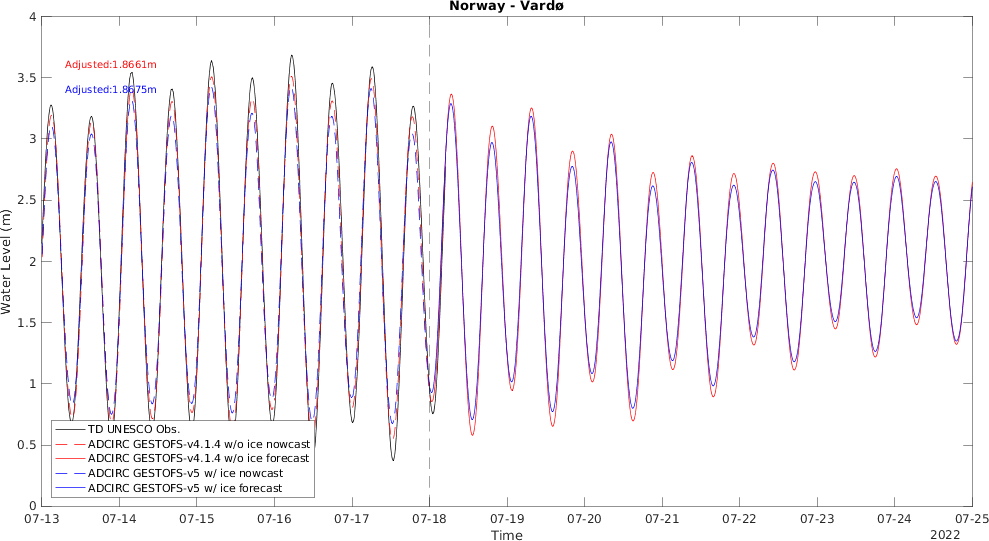 Norway - Vardø
4
3.5
3
2.5
2
1.5
1
0.5
0
Water Level (m)
Adjusted:1.8661m
Adjusted:1.8675m
TD UNESCO Obs.
ADCIRC GESTOFS-v4.1.4 w/o ice nowcast
ADCIRC GESTOFS-v4.1.4 w/o ice forecast
ADCIRC GESTOFS-v5 w/ ice nowcast
ADCIRC GESTOFS-v5 w/ ice forecast
07-13 07-14 07-15 07-16 07-17 07-18 07-19 07-20 07-21 07-22 07-23 07-24 07-25
Time
2022